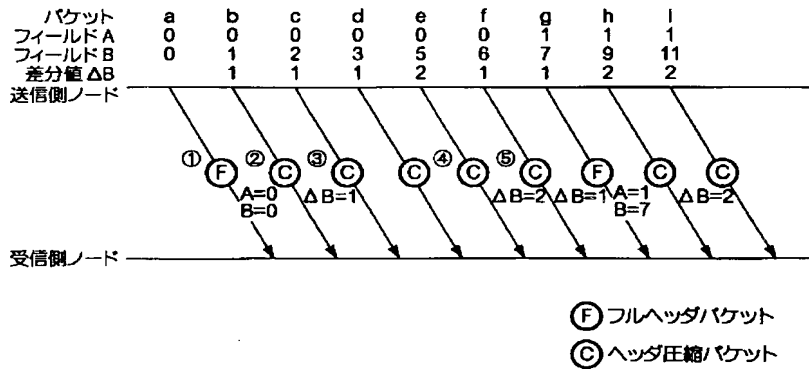 パケット a b c d e f g h i
フィールドA 0 0 0 0 0 0 1 1 1
フィールドB 0 1 2 3 5 6 7 9 11
差分値ΔB 1 1 1 2 1 1 2 2
送信側ノード
① F ② C ③ C C ④ C ⑤ C F C C
A=0 ΔB=1 ΔB=2 ΔB=1 A=1 ΔB=2
B=0 B=7
受信側ノード
F フルヘッダパケット
C ヘッダ圧縮パケット